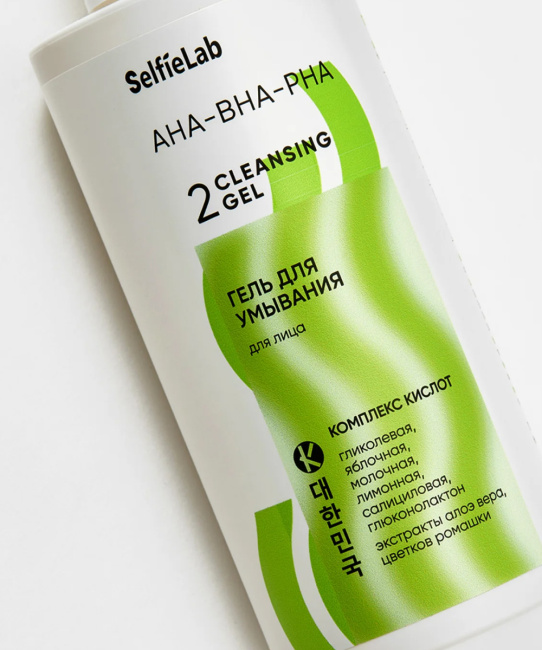 SelfieLab
AHA-BHA-PHA
2 CLEANSING
GEL
ГЕЛЬ ДЛЯ
УМЫВАНИЯ
для лица
КОМПЛЕКС КИСЛОТ
гликолевая,
яблочная,
молочная,
лимонная,
салициловая,
глюконолактон
экстракты алоэ вера,
цветков ромашки
K
대한민국